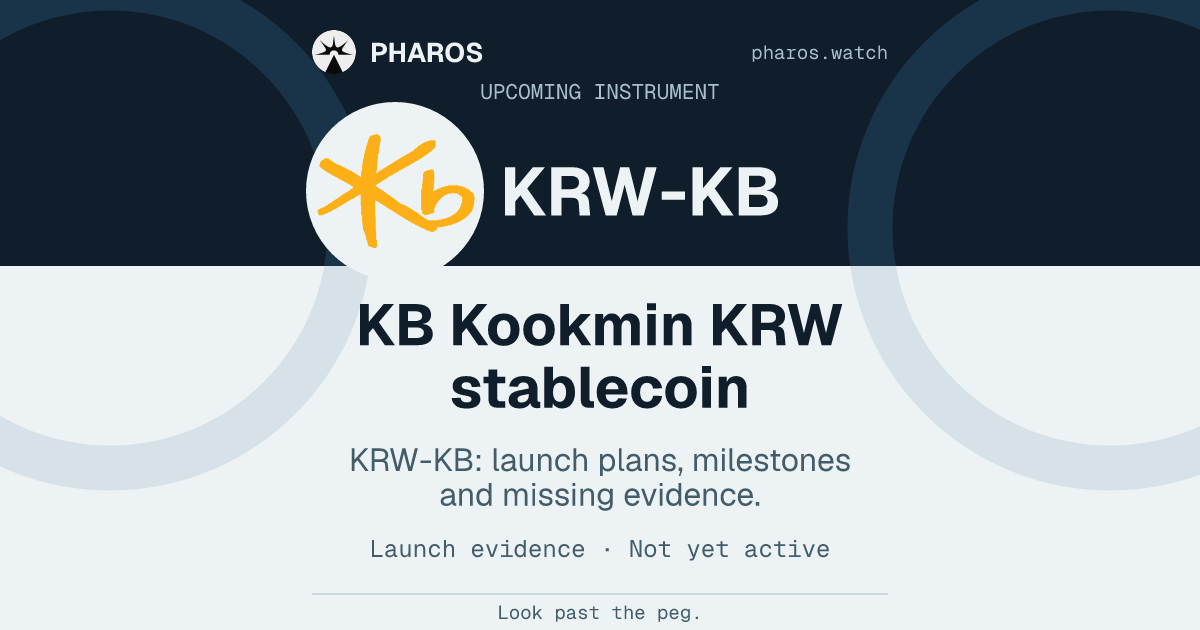 PHAROS
pharos.watch
UPCOMING INSTRUMENT
Kb
KRW-KB
KB Kookmin KRW
stablecoin
KRW-KB: launch plans, milestones
and missing evidence.
Launch evidence · Not yet active
Look past the peg.